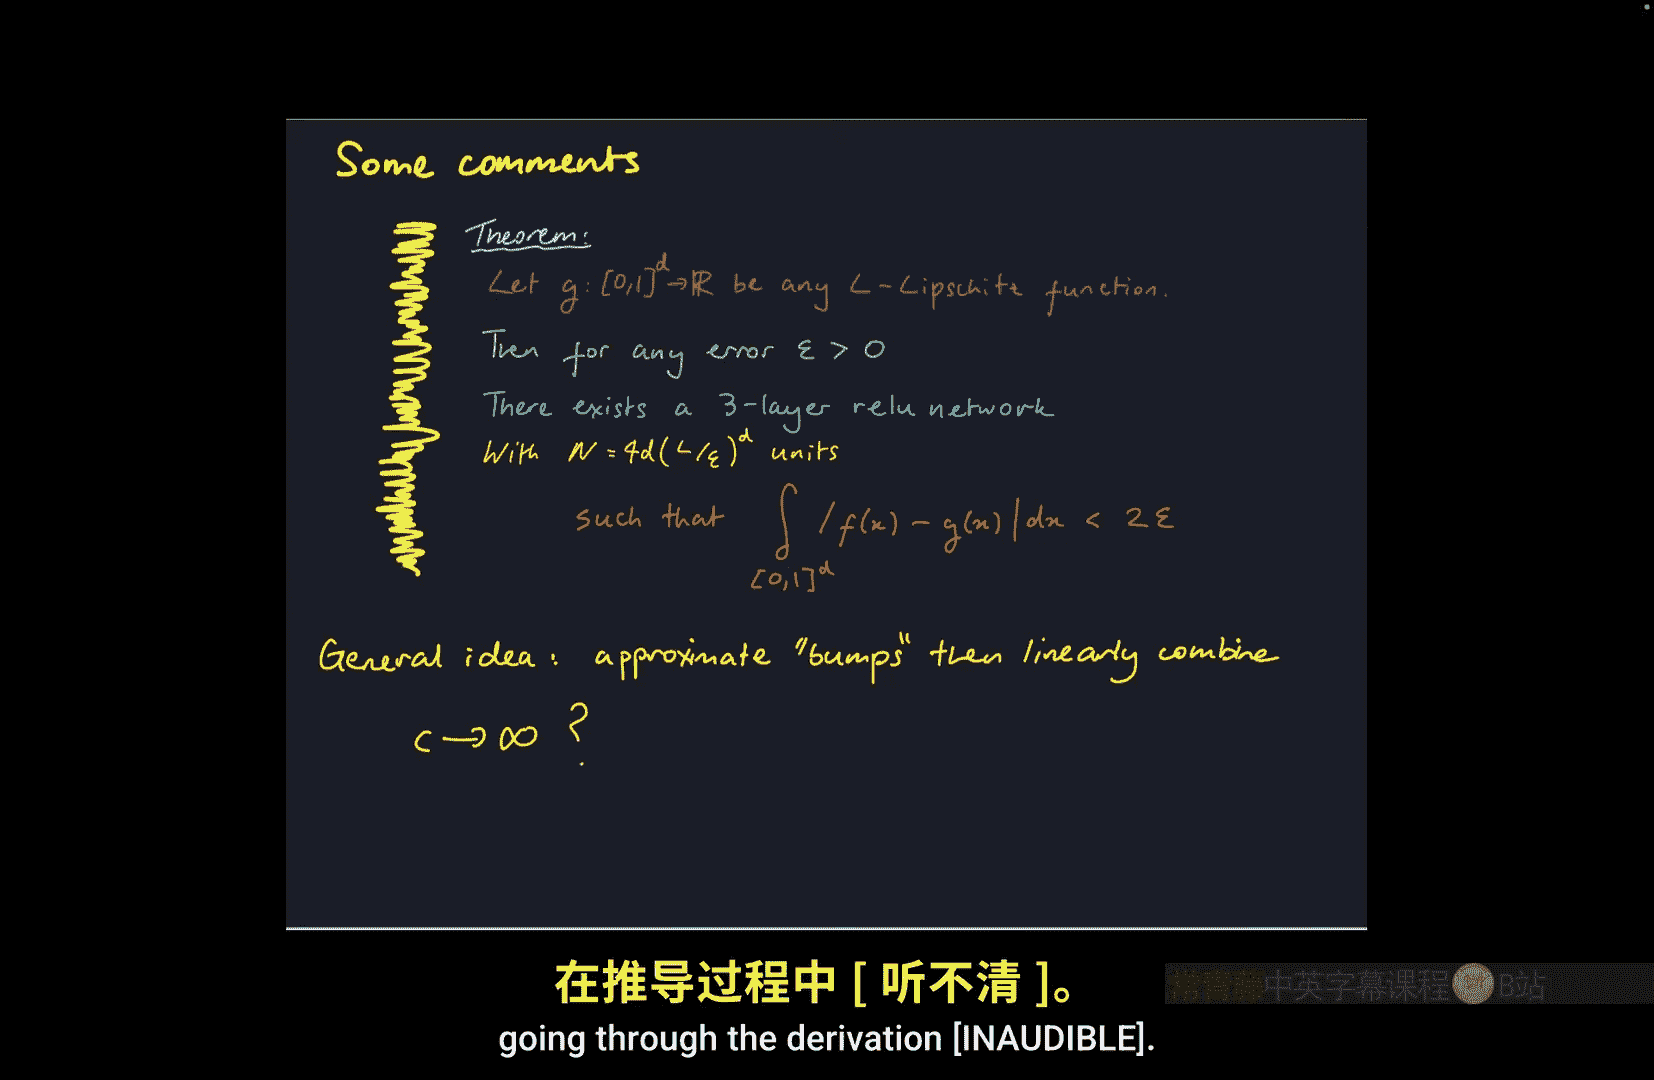 Some comments
Theorem:
Let g: [0,1]^d → ℝ be any L-Lipschitz function.
Then for any error ε > 0
There exists a 3-layer relu network
With N = 4d(L/ε)^d units
such that ∫ |f(x) - g(x)| dx < 2ε
[0,1]^d
General idea: approximate "bumps" then linearly combine
c → ∞ ?
在推导过程中 [ 听不清 ]。
going through the derivation [INAUDIBLE].
中英字幕课程 B站